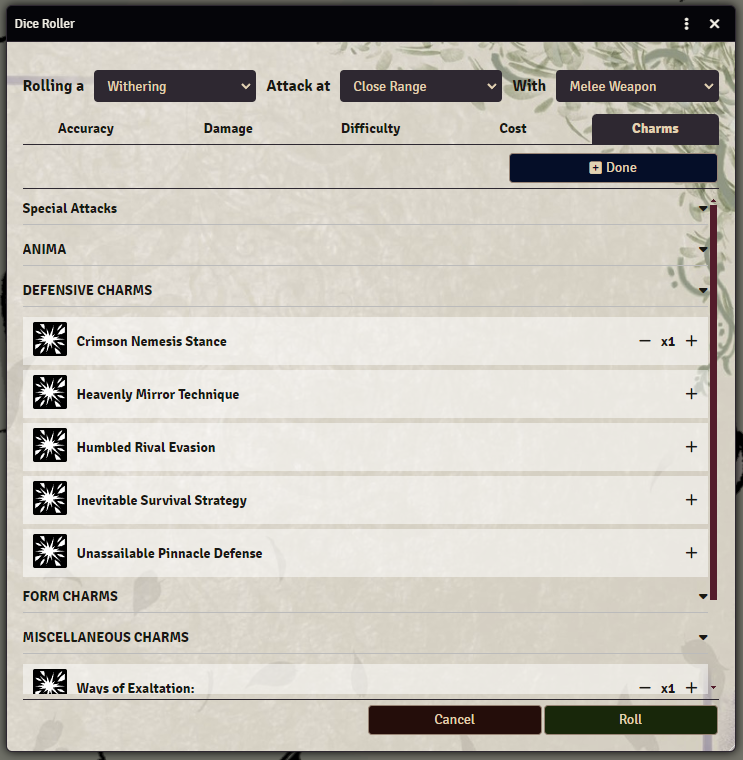 Dice Roller
Rolling a Withering Attack at Close Range With Melee Weapon
Accuracy Damage Difficulty Cost Charms
Done
Special Attacks
ANIMA
DEFENSIVE CHARMS
Crimson Nemesis Stance x1
Heavenly Mirror Technique
Humbled Rival Evasion
Inevitable Survival Strategy
Unassailable Pinnacle Defense
FORM CHARMS
MISCELLANEOUS CHARMS
Ways of Exaltation: x1
Cancel Roll